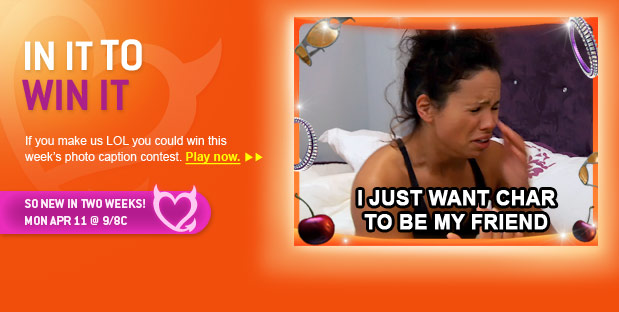 IN IT TO
WIN IT
If you make us LOL you could win this
week's photo caption contest. Play now.
SO NEW IN TWO WEEKS!
MON APR 11 @ 9/8C
I JUST WANT CHAR
TO BE MY FRIEND